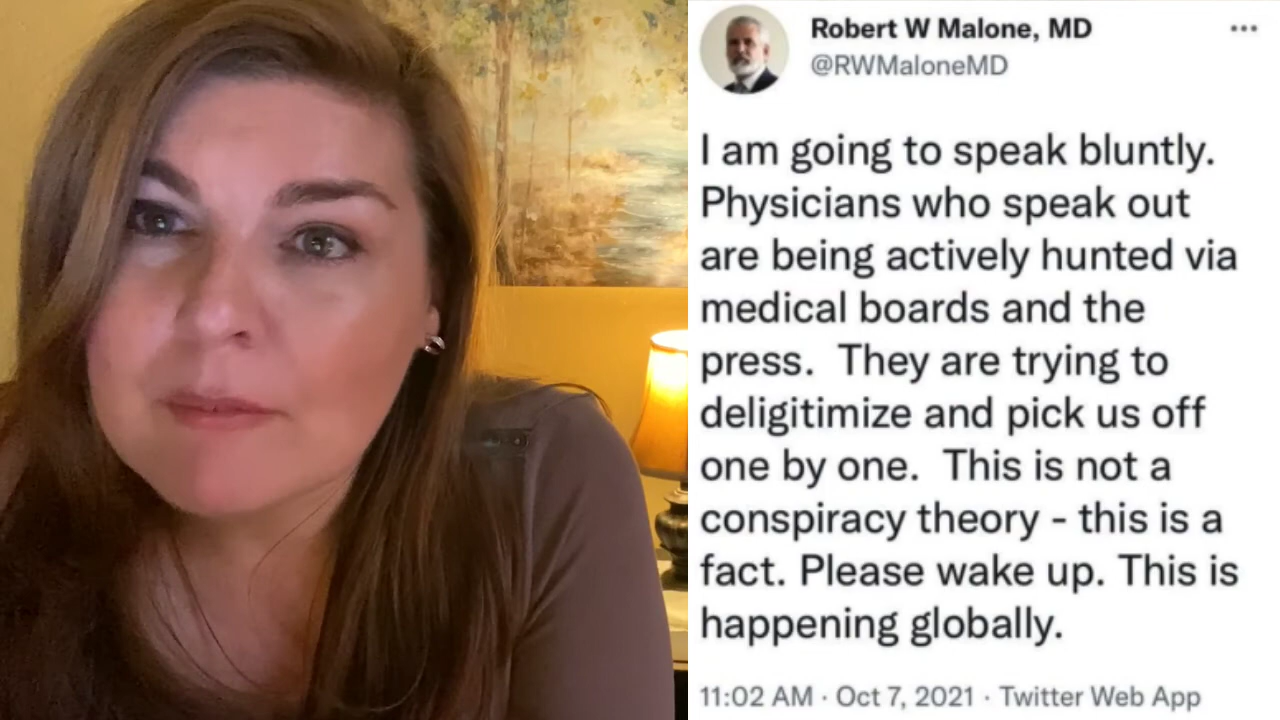 Robert W Malone, MD
@RWMaloneMD
I am going to speak bluntly.
Physicians who speak out
are being actively hunted via
medical boards and the
press.  They are trying to
deligitimize and pick us off
one by one.  This is not a
conspiracy theory - this is a
fact. Please wake up. This is
happening globally.
11:02 AM · Oct 7, 2021 · Twitter Web App